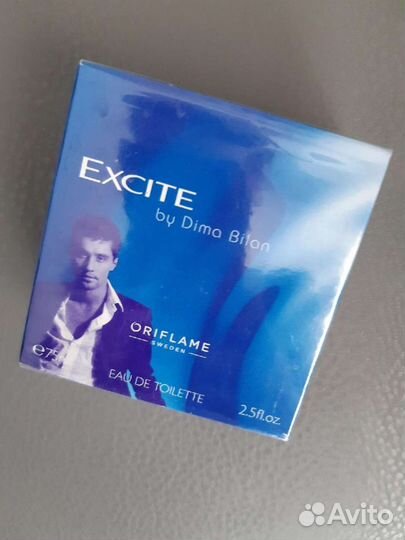 EXCITE
by Dima Bilan
ORIFLAME
SWEDEN
EAU DE TOILETTE
2.5fl.oz.
Avito